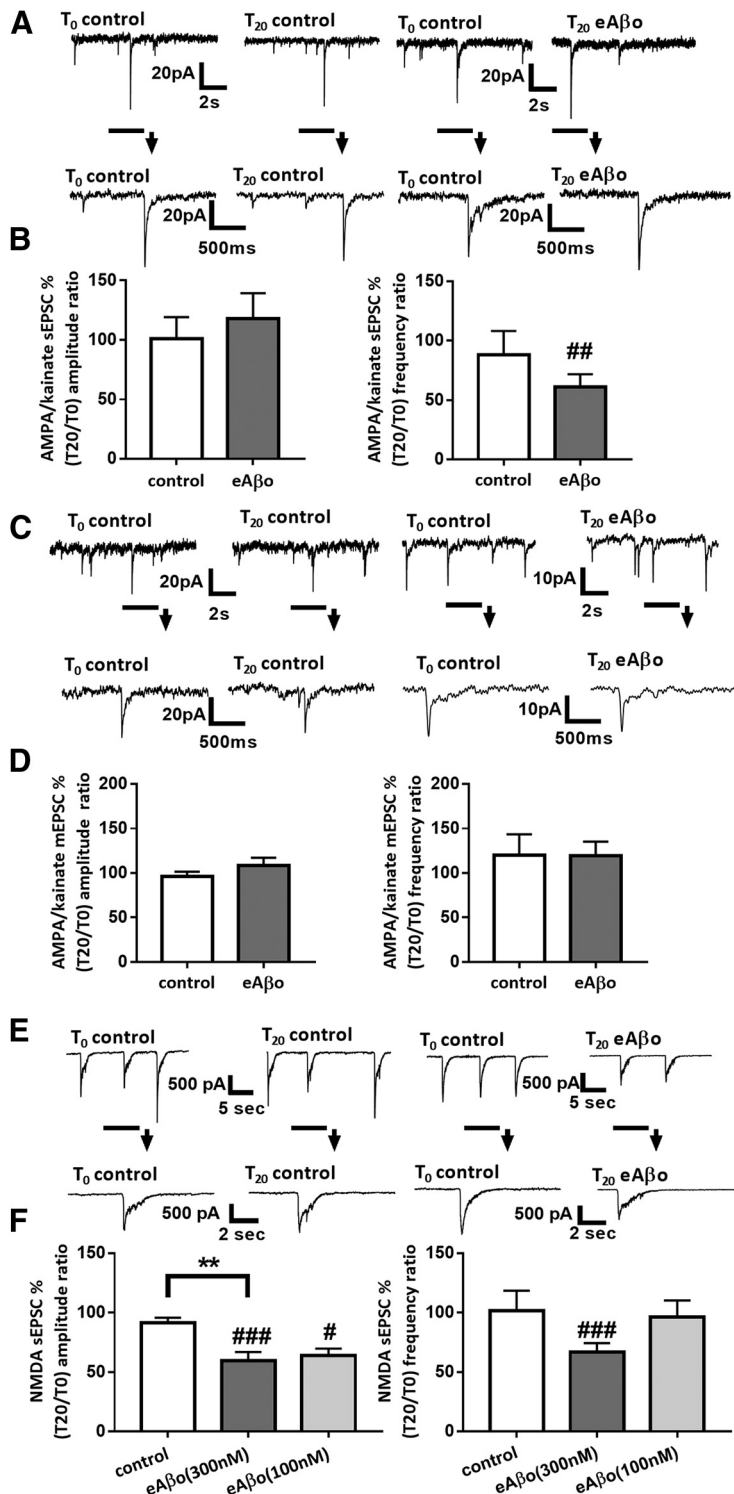 A
T0 control
T20 control
T0 control
T20 eAβo
20pA
2s
20pA
2s
T0 control
T20 control
T0 control
T20 eAβo
20pA
500ms
20pA
500ms
B
AMPA/kainate sEPSC %
(T20/T0) amplitude ratio
150
100
50
0
control
eAβo
AMPA/kainate sEPSC %
(T20/T0) frequency ratio
150
100
50
0
##
control
eAβo
C
T0 control
T20 control
T0 control
T20 eAβo
20pA
2s
10pA
2s
T0 control
T20 control
T0 control
T20 eAβo
20pA
500ms
10pA
500ms
D
AMPA/kainate mEPSC %
(T20/T0) amplitude ratio
200
150
100
50
0
control
eAβo
AMPA/kainate mEPSC %
(T20/T0) frequency ratio
200
150
100
50
0
control
eAβo
E
T0 control
T20 control
T0 control
T20 eAβo
500 pA
5 sec
500 pA
5 sec
T0 control
T20 control
T0 control
T20 eAβo
500 pA
2 sec
500 pA
2 sec
F
NMDA sEPSC %
(T20/T0) amplitude ratio
150
100
50
0
**
###
#
control
eAβo(300nM)
eAβo(100nM)
NMDA sEPSC %
(T20/T0) frequency ratio
150
100
50
0
###
control
eAβo(300nM)
eAβo(100nM)